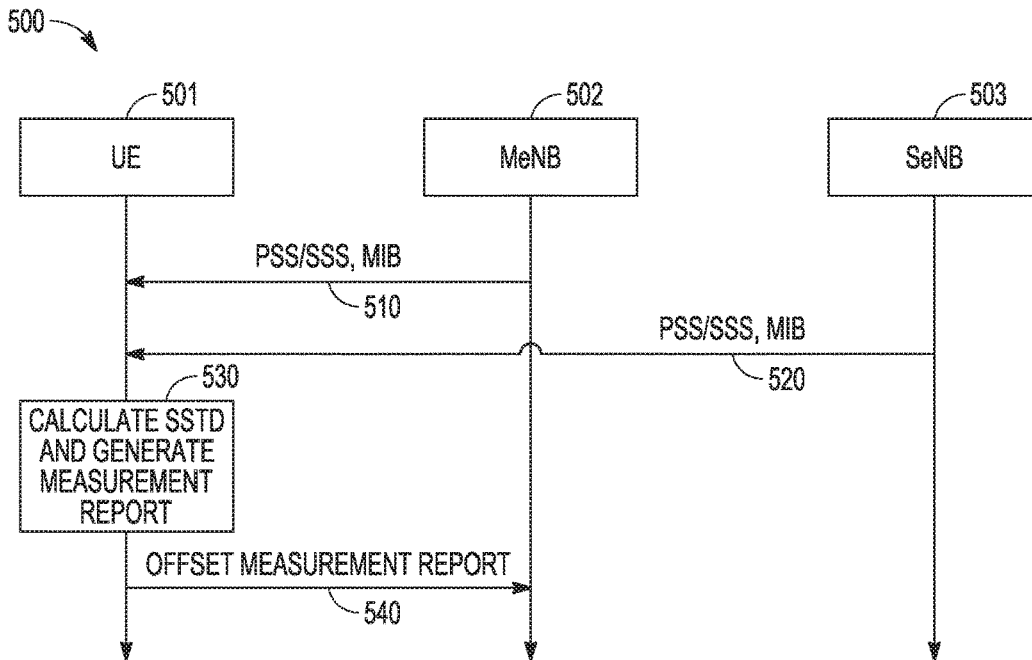 500
501
502
503
UE
MeNB
SeNB
PSS/SSS, MIB
510
PSS/SSS, MIB
520
530
CALCULATE SSTD
AND GENERATE
MEASUREMENT
REPORT
OFFSET MEASUREMENT REPORT
540